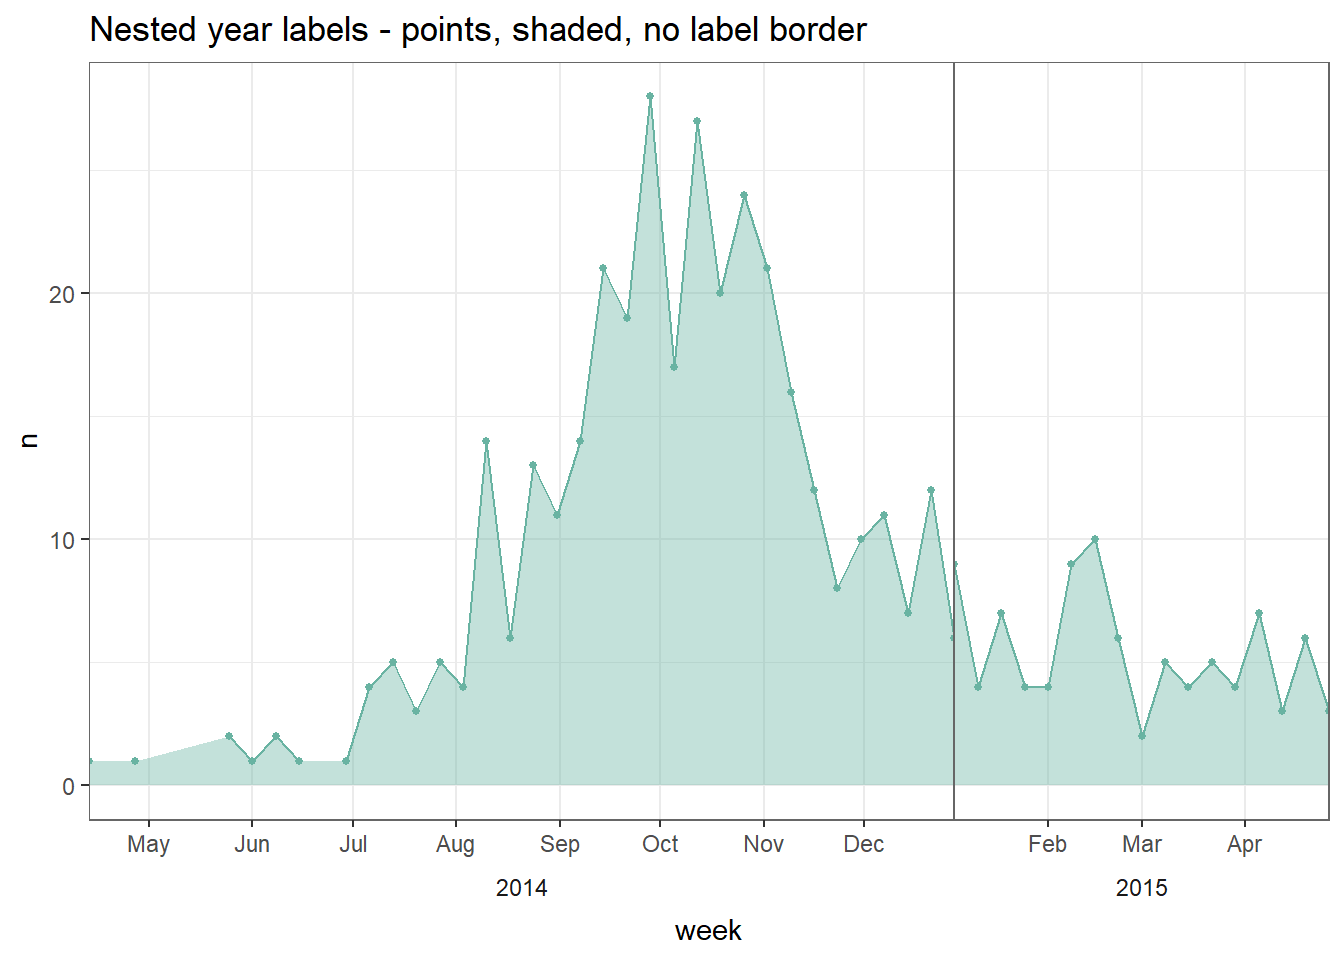 Nested year labels - points, shaded, no label border
n
20
10
0
May Jun Jul Aug Sep Oct Nov Dec Feb Mar Apr
2014 2015
week